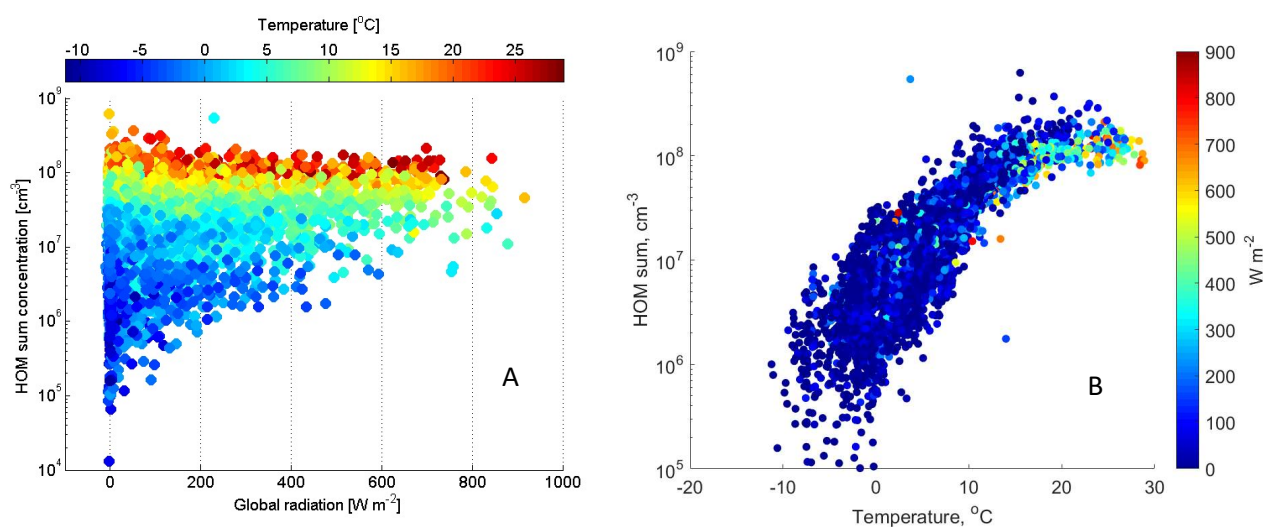 Temperature [⁰C]
-10 -5 0 5 10 15 20 25
10⁹
10⁸
10⁷
10⁶
10⁵
10⁴
HOM sum concentration [cm³]
A
0 200 400 600 800 1000
Global radiation [W m⁻²]
10⁹
10⁸
10⁷
10⁶
10⁵
HOM sum, cm⁻³
B
-20 -10 0 10 20 30
Temperature, ⁰C
900
800
700
600
500
400
300
200
100
0
W m⁻²